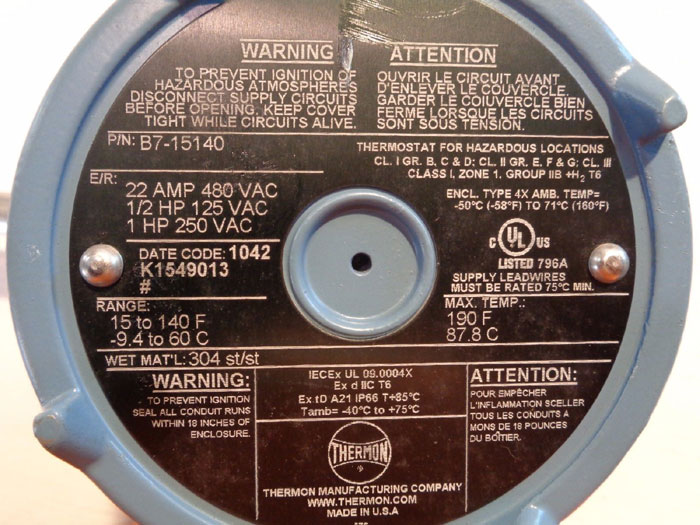 WARNING
TO PREVENT IGNITION OF
HAZARDOUS ATMOSPHERES
DISCONNECT SUPPLY CIRCUITS
BEFORE OPENING. KEEP COVER
TIGHT WHILE CIRCUITS ALIVE.
ATTENTION
OUVRIR LE CIRCUIT AVANT
D'ENLEVER LE COUVERCLE.
GARDER LE COIUVERCLE BIEN
FERME LORSQUE LES CIRCUITS
SONT SOUS TENSION.
P/N: B7-15140
THERMOSTAT FOR HAZARDOUS LOCATIONS
CL. I GR. B, C & D: CL. II GR. E, F & G; CL. III
CLASS I, ZONE 1. GROUP IIB +H2 T6
E/R:
22 AMP 480 VAC
1/2 HP 125 VAC
1 HP 250 VAC
ENCL. TYPE 4X AMB. TEMP=
-50°C (-58°F) TO 71°C (160°F)
DATE CODE: 1042
K1549013
#
C UL US
LISTED 796A
SUPPLY LEADWIRES
MUST BE RATED 75°C MIN.
RANGE:
15 to 140 F
-9.4 to 60 C
MAX. TEMP.:
190 F
87.8 C
WET MAT'L: 304 st/st
WARNING:
TO PREVENT IGNITION
SEAL ALL CONDUIT RUNS
WITHIN 18 INCHES OF
ENCLOSURE.
IECEx UL 09.0004X
Ex d IIC T6
Ex tD A21 IP66 T+85°C
Tamb= -40°C to +75°C
ATTENTION:
POUR EMPÊCHER
L'INFLAMMATION SCELLER
TOUS LES CONDUITS A
MONS DE 18 POUNCES
DU BOÎTIER.
THERMON
®
THERMON MANUFACTURING COMPANY
WWW.THERMON.COM
MADE IN U.S.A